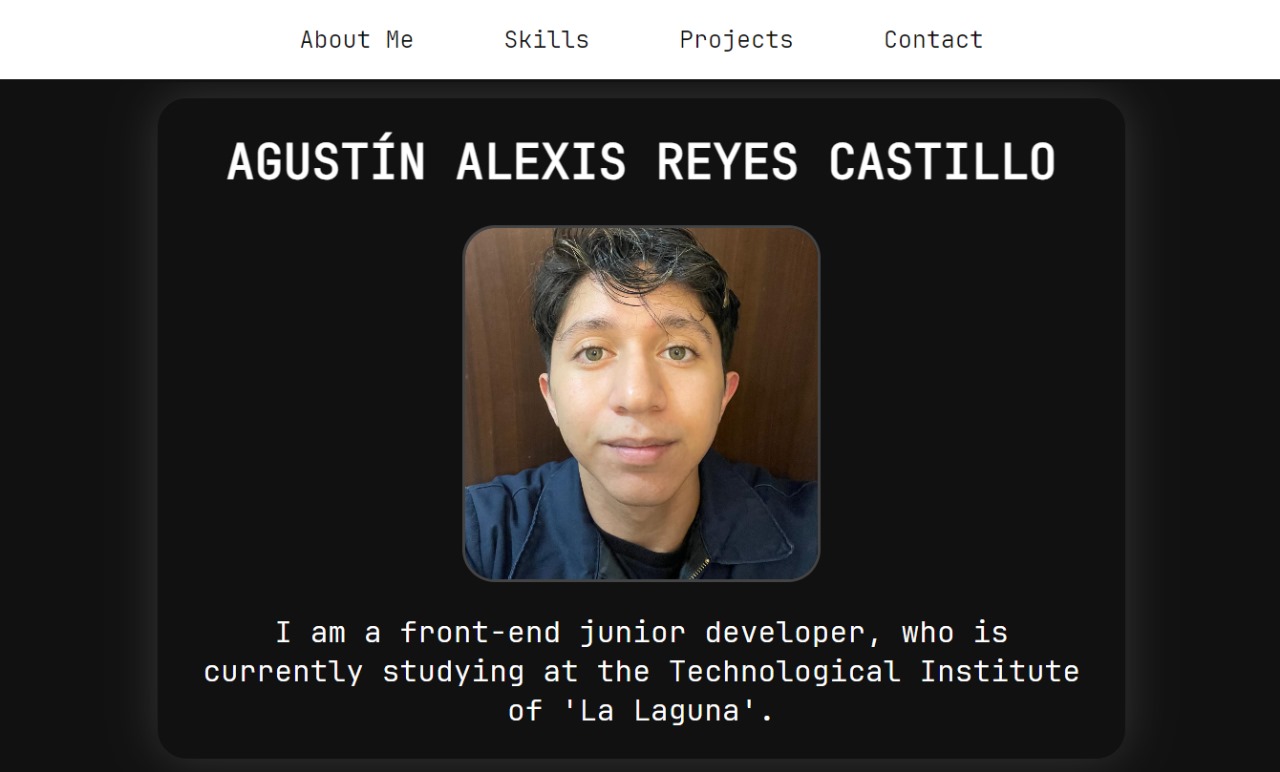 About Me Skills Projects Contact
AGUSTÍN ALEXIS REYES CASTILLO
I am a front-end junior developer, who is
currently studying at the Technological Institute
of 'La Laguna'.